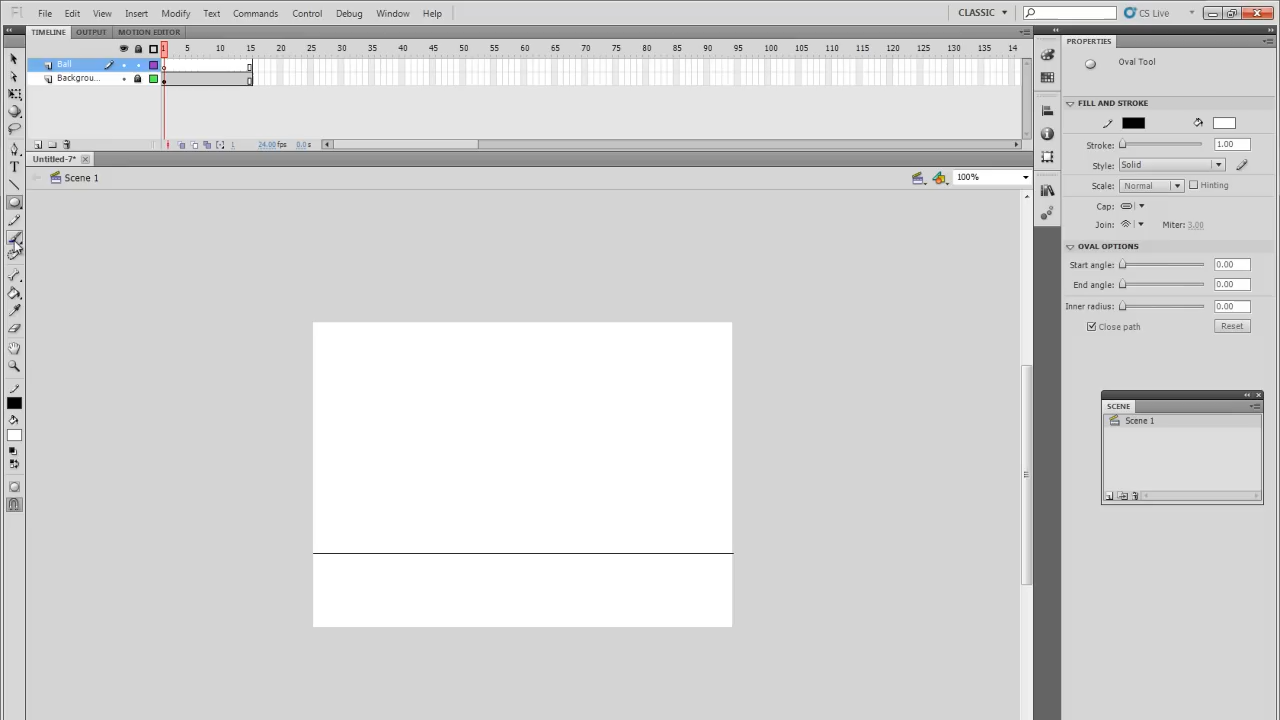 Fl File Edit View Insert Modify Text Commands Control Debug Window Help CLASSIC CS Live
TIMELINE OUTPUT MOTION EDITOR
1 5 10 15 20 25 30 35 40 45 50 55 60 65 70 75 80 85 90 95 100 105 110 115 120 125 130 135 14
Ball
Backgrou...
1 24.00 fps 0.0 s
Untitled-7*
Scene 1 100%
T
PROPERTIES
Oval Tool
FILL AND STROKE
Stroke: 1.00
Style: Solid
Scale: Normal Hinting
Cap:
Join: Miter: 3.00
OVAL OPTIONS
Start angle: 0.00
End angle: 0.00
Inner radius: 0.00
Close path Reset
SCENE
Scene 1